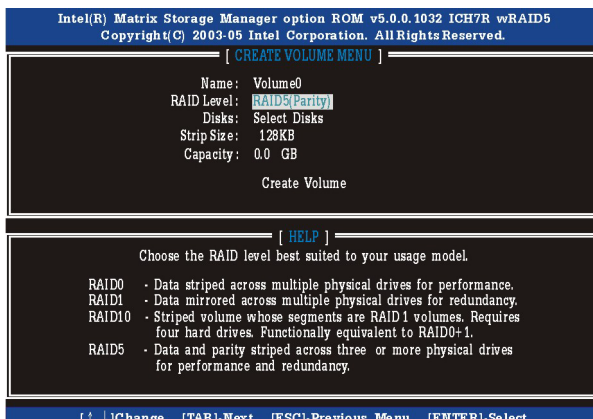 Intel(R) Matrix Storage Manager option ROM v5.0.0.1032 ICH7R wRAID5
Copyright(C) 2003-05 Intel Corporation. All Rights Reserved.
[ CREATE VOLUME MENU ]
Name: Volume0
RAID Level: RAID5(Parity)
Disks: Select Disks
Strip Size: 128KB
Capacity: 0.0 GB
Create Volume
[ HELP ]
Choose the RAID level best suited to your usage model.
RAID0 - Data striped across multiple physical drives for performance.
RAID1 - Data mirrored across multiple physical drives for redundancy.
RAID10 - Striped volume whose segments are RAID 1 volumes. Requires
four hard drives. Functionally equivalent to RAID0+1.
RAID5 - Data and parity striped across three or more physical drives
for performance and redundancy.
[↑ ]Change [TAB]-Next [ESC]-Previous Menu [ENTER]-Select